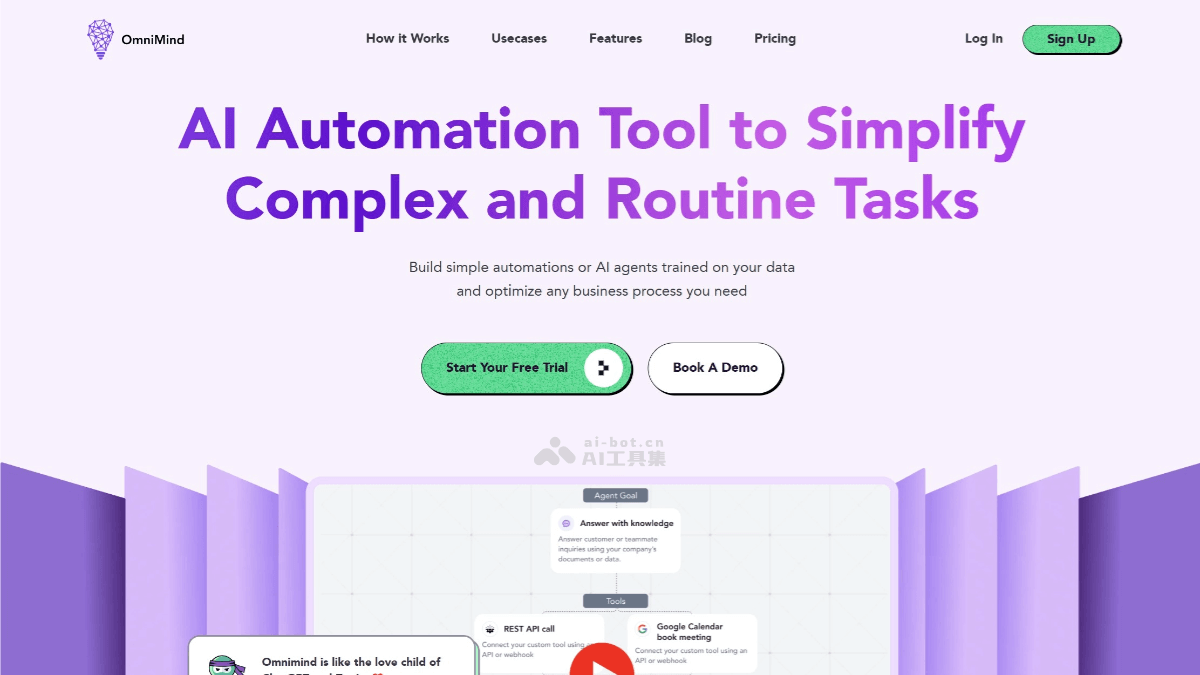 OmniMind
How it Works
Usecases
Features
Blog
Pricing
Log In
Sign Up
AI Automation Tool to Simplify
Complex and Routine Tasks
Build simple automations or AI agents trained on your data
and optimize any business process you need
Start Your Free Trial
Book A Demo
ai-bot.cn
AI工具集
Agent Goal
Answer with knowledge
Answer customer or teammate
inquiries using your company's
documents or data.
Tools
REST API call
Connect your custom tool using an
API or webhook
Google Calendar
book meeting
Connect your custom tool using an
API or webhook
Omnimind is like the love child of